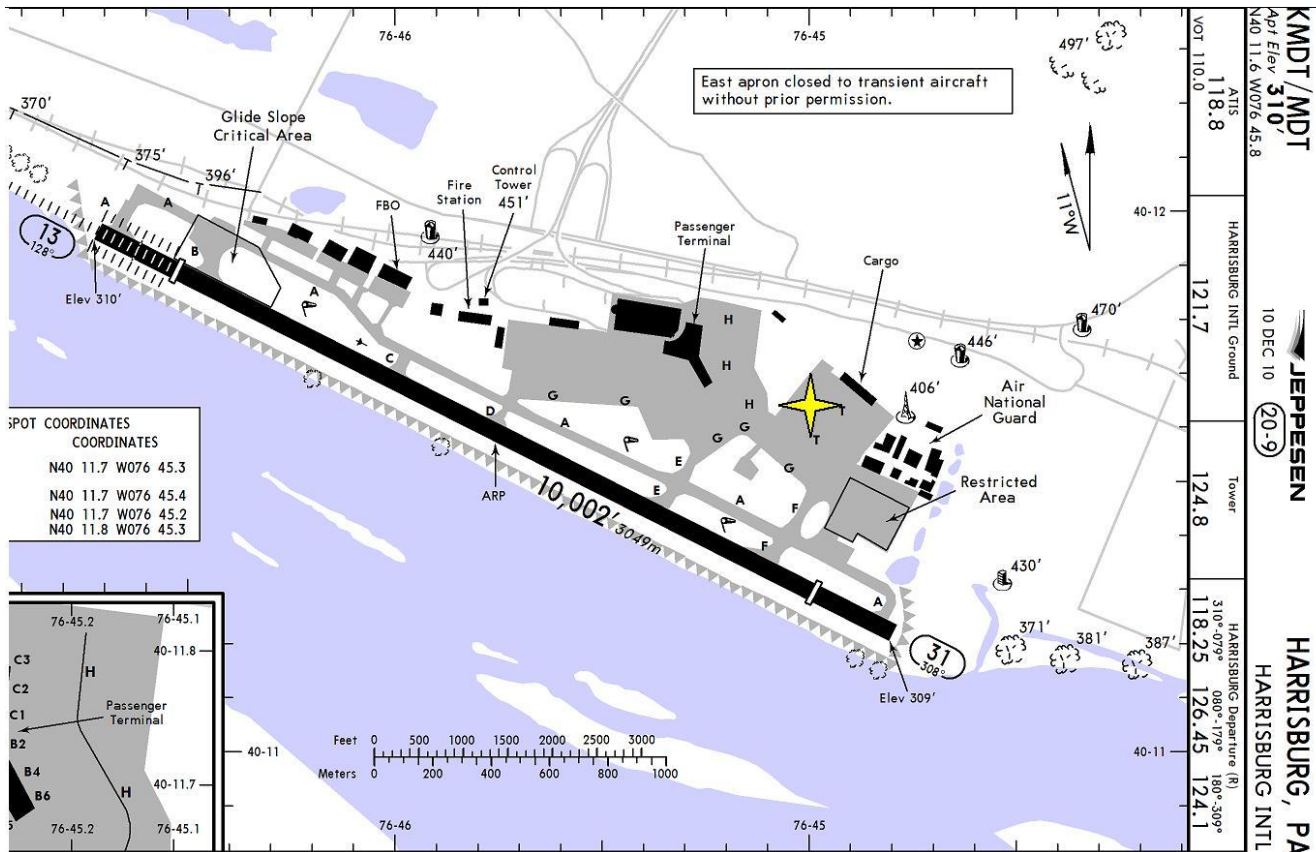 KMDT/MDT
Apt Elev 310'
N40 11.6 W076 45.8
JEPPESEN
10 DEC 10
20-9
HARRISBURG, PA
HARRISBURG INTL
VOT 110.0
ATIS
118.8
HARRISBURG INTL Ground
121.7
Tower
124.8
HARRISBURG Departure (R)
310°-079° 080°-179° 180°-309°
118.25 126.45 124.1
76-46
76-45
497'
East apron closed to transient aircraft
without prior permission.
370'
T
375'
T
396'
T
Glide Slope
Critical Area
FBO
Fire
Station
Control
Tower
451'
440'
Passenger
Terminal
Cargo
11°W
40-12
470'
446'
406'
Air
National
Guard
Restricted
Area
13
128°
Elev 310'
A
A
B
A
C
D
G
G
A
H
H
H
G
G
T
T
G
E
E
A
F
F
A
ARP
10,002' 3049m
430'
371'
381'
387'
31
308°
Elev 309'
40-11
SPOT COORDINATES
COORDINATES
N40 11.7 W076 45.3
N40 11.7 W076 45.4
N40 11.7 W076 45.2
N40 11.8 W076 45.3
76-45.2
76-45.1
40-11.8
H
C3
C2
C1
B2
B4
B6
Passenger
Terminal
40-11.7
H
76-45.2
76-45.1
Feet 0 500 1000 1500 2000 2500 3000
Meters 0 200 400 600 800 1000
76-46
76-45